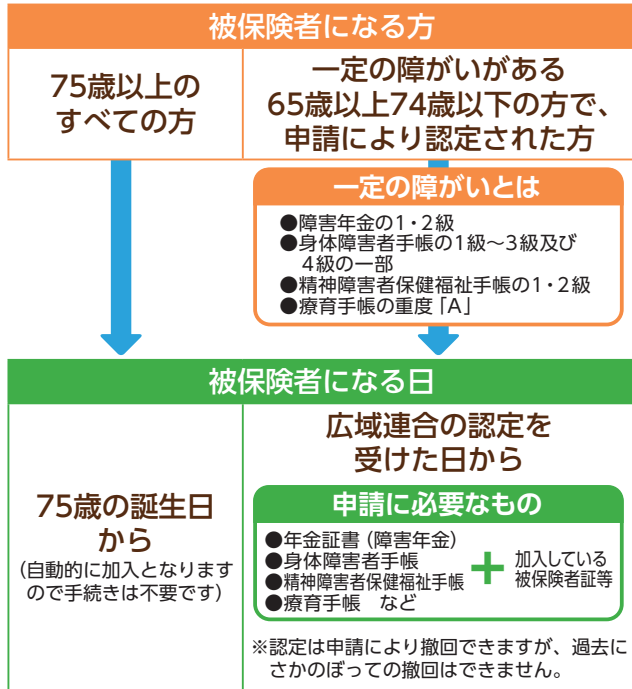 被保険者になる方
75歳以上の
すべての方
一定の障がいがある
65歳以上74歳以下の方で、
申請により認定された方
一定の障がいとは
●障害年金の1・2級
●身体障害者手帳の1級〜3級及び
4級の一部
●精神障害者保健福祉手帳の1・2級
●療育手帳の重度「A」
被保険者になる日
75歳の誕生日
から
(自動的に加入となります
ので手続きは不要です)
広域連合の認定を
受けた日から
申請に必要なもの
●年金証書(障害年金)
●身体障害者手帳
●精神障害者保健福祉手帳
●療育手帳 など
+
加入している
被保険者証等
※認定は申請により撤回できますが、過去に
さかのぼっての撤回はできません。